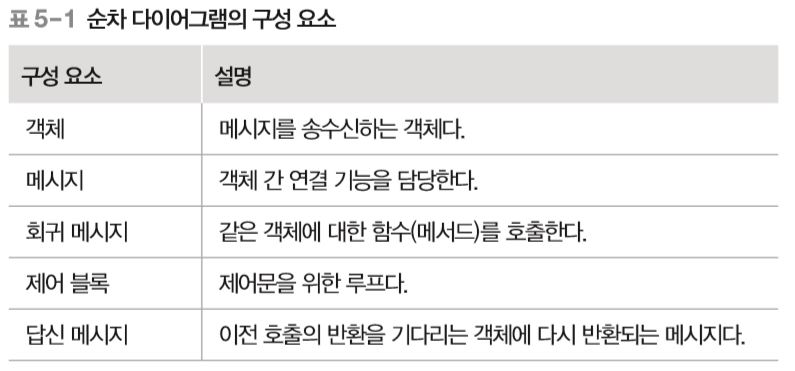 표 5-1 순차 다이어그램의 구성 요소
구성 요소 설명
객체 메시지를 송수신하는 객체다.
메시지 객체 간 연결 기능을 담당한다.
회귀 메시지 같은 객체에 대한 함수(메서드)를 호출한다.
제어 블록 제어문을 위한 루프다.
답신 메시지 이전 호출의 반환을 기다리는 객체에 다시 반환되는 메시지다.